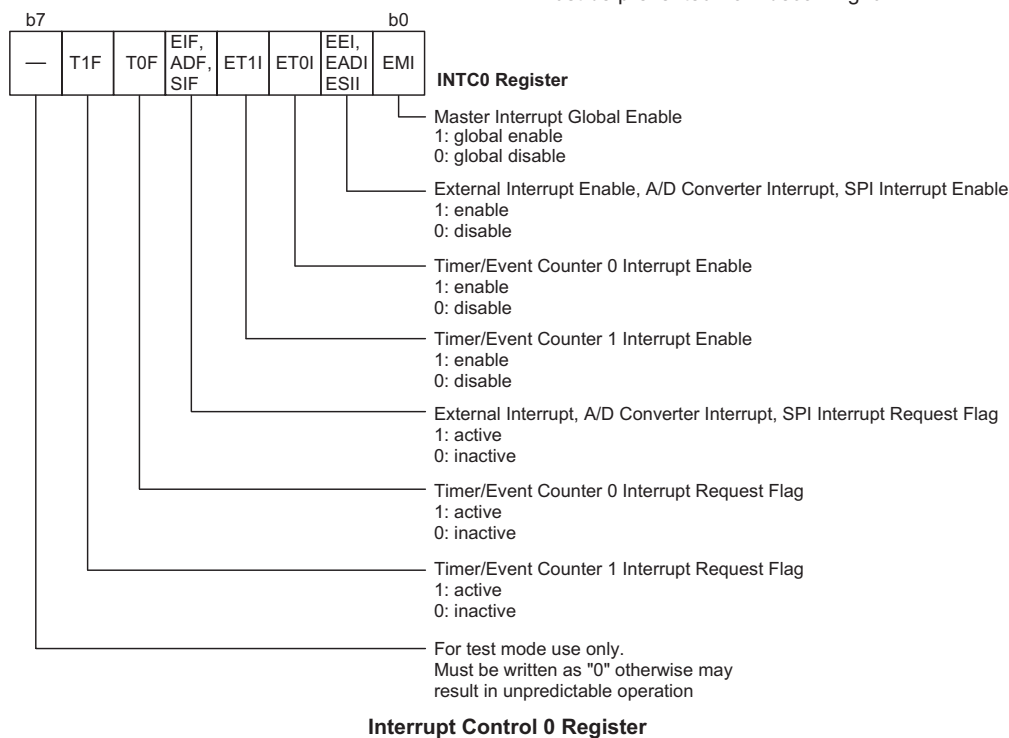 b7 b0
— T1F T0F EIF, ADF, SIF ET1I ET0I EEI, EADI ESII EMI
INTC0 Register
Master Interrupt Global Enable
1: global enable
0: global disable
External Interrupt Enable, A/D Converter Interrupt, SPI Interrupt Enable
1: enable
0: disable
Timer/Event Counter 0 Interrupt Enable
1: enable
0: disable
Timer/Event Counter 1 Interrupt Enable
1: enable
0: disable
External Interrupt, A/D Converter Interrupt, SPI Interrupt Request Flag
1: active
0: inactive
Timer/Event Counter 0 Interrupt Request Flag
1: active
0: inactive
Timer/Event Counter 1 Interrupt Request Flag
1: active
0: inactive
For test mode use only.
Must be written as "0" otherwise may
result in unpredictable operation
Interrupt Control 0 Register